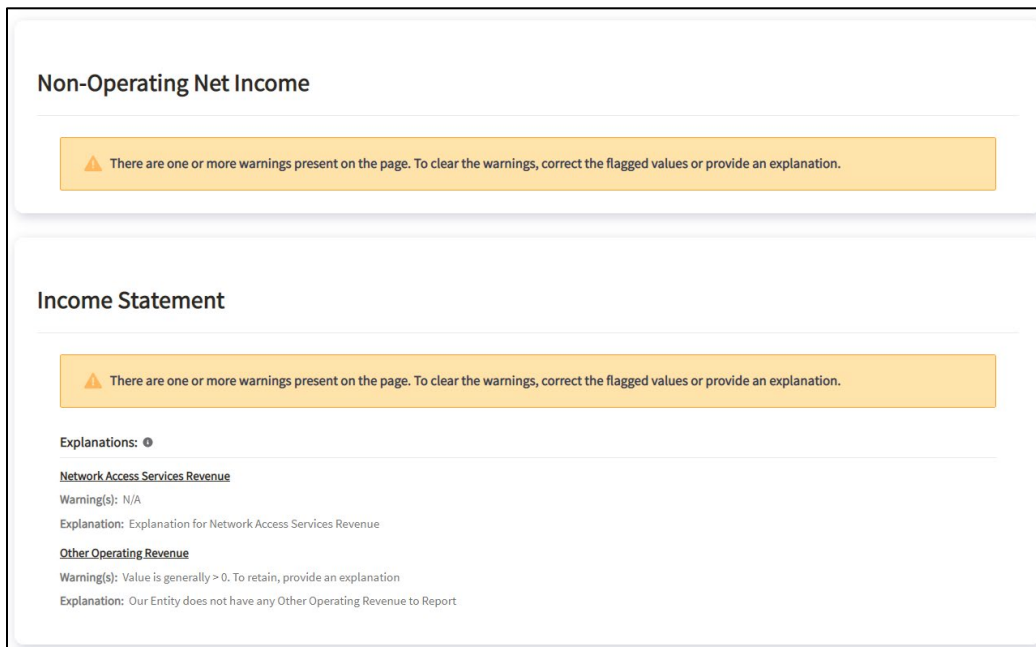 Non-Operating Net Income
There are one or more warnings present on the page. To clear the warnings, correct the flagged values or provide an explanation.
Income Statement
There are one or more warnings present on the page. To clear the warnings, correct the flagged values or provide an explanation.
Explanations:
Network Access Services Revenue
Warning(s): N/A
Explanation: Explanation for Network Access Services Revenue
Other Operating Revenue
Warning(s): Value is generally > 0. To retain, provide an explanation
Explanation: Our Entity does not have any Other Operating Revenue to Report